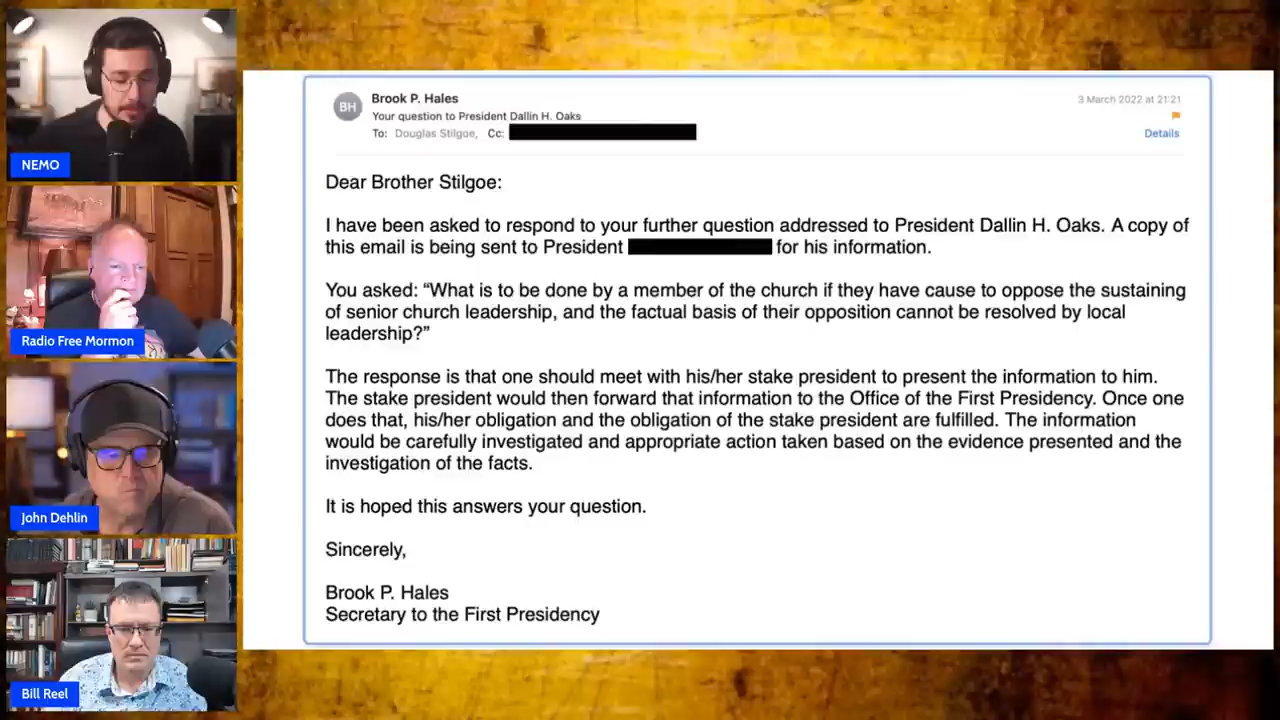 NEMO
Radio Free Mormon
John Dehlin
Bill Reel
BH
Brook P. Hales
3 March 2022 at 21:21
Your question to President Dallin H. Oaks
To: Douglas Stilgoe, Cc:
Details
Dear Brother Stilgoe:
I have been asked to respond to your further question addressed to President Dallin H. Oaks. A copy of
this email is being sent to President for his information.
You asked: “What is to be done by a member of the church if they have cause to oppose the sustaining
of senior church leadership, and the factual basis of their opposition cannot be resolved by local
leadership?”
The response is that one should meet with his/her stake president to present the information to him.
The stake president would then forward that information to the Office of the First Presidency. Once one
does that, his/her obligation and the obligation of the stake president are fulfilled. The information
would be carefully investigated and appropriate action taken based on the evidence presented and the
investigation of the facts.
It is hoped this answers your question.
Sincerely,
Brook P. Hales
Secretary to the First Presidency